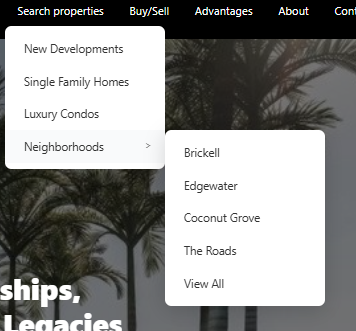 Search properties Buy/Sell Advantages About
New Developments
Single Family Homes
Luxury Condos
Neighborhoods >
Brickell
Edgewater
Coconut Grove
The Roads
View All
ships,
Legacies